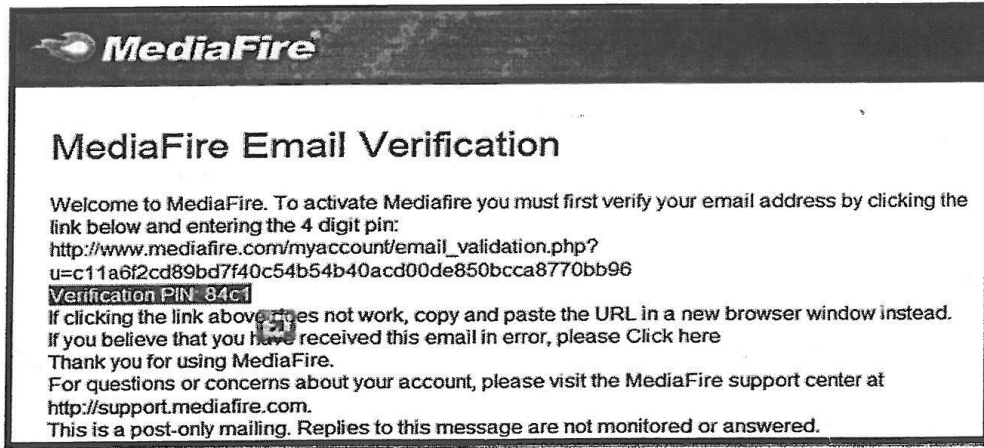 MediaFire
MediaFire Email Verification
Welcome to MediaFire. To activate Mediafire you must first verify your email address by clicking the
link below and entering the 4 digit pin:
http://www.mediafire.com/myaccount/email_validation.php?
u=c11a6f2cd89bd7f40c54b54b40acd00de850bcca8770bb96
Verification PIN: 84c1
If clicking the link above does not work, copy and paste the URL in a new browser window instead.
If you believe that you have received this email in error, please Click here
Thank you for using MediaFire.
For questions or concerns about your account, please visit the MediaFire support center at
http://support.mediafire.com.
This is a post-only mailing. Replies to this message are not monitored or answered.